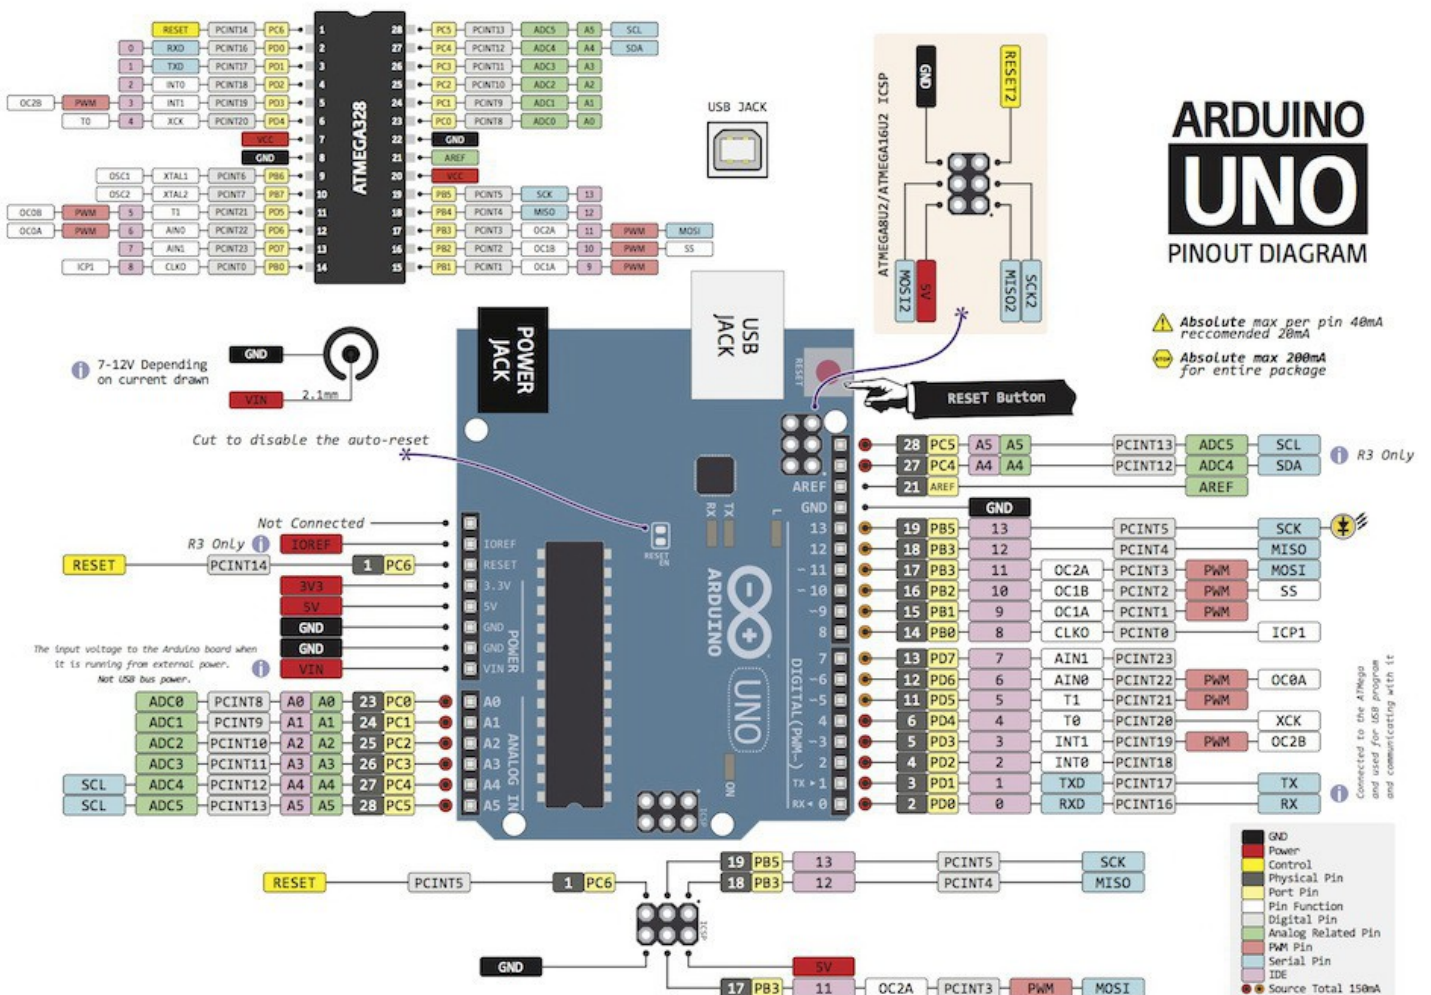 RESET PCINT14 PC6 1 28 PC5 PCINT13 ADC5 A5 SCL
0 RXD PCINT16 PD0 2 27 PC4 PCINT12 ADC4 A4 SDA
1 TXD PCINT17 PD1 3 26 PC3 PCINT11 ADC3 A3
2 INT0 PCINT18 PD2 4 25 PC2 PCINT10 ADC2 A2
OC2B PWM 3 INT1 PCINT19 PD3 5 24 PC1 PCINT9 ADC1 A1
T0 4 XCK PCINT20 PD4 6 23 PC0 PCINT8 ADC0 A0
VCC 7 22 GND
GND 8 21 AREF
OSC1 XTAL1 PCINT6 PB6 9 20 VCC
OSC2 XTAL2 PCINT7 PB7 10 19 PB5 PCINT5 SCK 13
OC0B PWM 5 T1 PCINT21 PD5 11 18 PB4 PCINT4 MISO 12
OC0A PWM 6 AIN0 PCINT22 PD6 12 17 PB3 PCINT3 OC2A 11 PWM MOSI
7 AIN1 PCINT23 PD7 13 16 PB2 PCINT2 OC1B 10 PWM SS
ICP1 8 CLKO PCINT0 PB0 14 15 PB1 PCINT1 OC1A 9 PWM
ATMEGA328
USB JACK
ATMEGA8U2/ATMEGA16U2 ICSP
GND
RESET2
MOSI2
5V
MISO2
SCK2
ARDUINO
UNO
PINOUT DIAGRAM
Absolute max per pin 40mA
reccomended 20mA
STOP
Absolute max 200mA
for entire package
7-12V Depending
on current drawn
GND
VIN
2.1mm
POWER
JACK
USB
JACK
RESET
RESET Button
Cut to disable the auto-reset
Not Connected
R3 Only IOREF
RESET PCINT14 1 PC6
3V3
5V
GND
GND
VIN
The input voltage to the Arduino board when
it is running from external power.
Not USB bus power.
ADC0 PCINT8 A0 A0 23 PC0
ADC1 PCINT9 A1 A1 24 PC1
ADC2 PCINT10 A2 A2 25 PC2
ADC3 PCINT11 A3 A3 26 PC3
SCL ADC4 PCINT12 A4 A4 27 PC4
SCL ADC5 PCINT13 A5 A5 28 PC5
IOREF
RESET
3.3V
5V
GND
GND
VIN
POWER
A0
A1
A2
A3
A4
A5
ANALOG IN
RESET
EN
RX
TX
L
ARDUINO
UNO
ON
ICSP
AREF
GND
13
12
~11
~10
~9
8
7
~6
~5
4
~3
2
TX ▸ 1
RX ◂ 0
DIGITAL (PWM~)
28 PC5 A5 A5 PCINT13 ADC5 SCL
27 PC4 A4 A4 PCINT12 ADC4 SDA
R3 Only
21 AREF AREF
GND
19 PB5 13 PCINT5 SCK
18 PB3 12 PCINT4 MISO
17 PB3 11 OC2A PCINT3 PWM MOSI
16 PB2 10 OC1B PCINT2 PWM SS
15 PB1 9 OC1A PCINT1 PWM
14 PB0 8 CLKO PCINT0 ICP1
13 PD7 7 AIN1 PCINT23
12 PD6 6 AIN0 PCINT22 PWM OC0A
11 PD5 5 T1 PCINT21 PWM
6 PD4 4 T0 PCINT20 XCK
5 PD3 3 INT1 PCINT19 PWM OC2B
4 PD2 2 INT0 PCINT18
3 PD1 1 TXD PCINT17 TX
2 PD0 0 RXD PCINT16 RX
Connected to the ATMega
and used for USB program
and communicating with it
19 PB5 13 PCINT5 SCK
18 PB3 12 PCINT4 MISO
RESET PCINT5 1 PC6
ICSP
GND
5V
17 PB3 11 OC2A PCINT3 PWM MOSI
GND
Power
Control
Physical Pin
Port Pin
Pin Function
Digital Pin
Analog Related Pin
PWM Pin
Serial Pin
IDE
Source Total 150mA